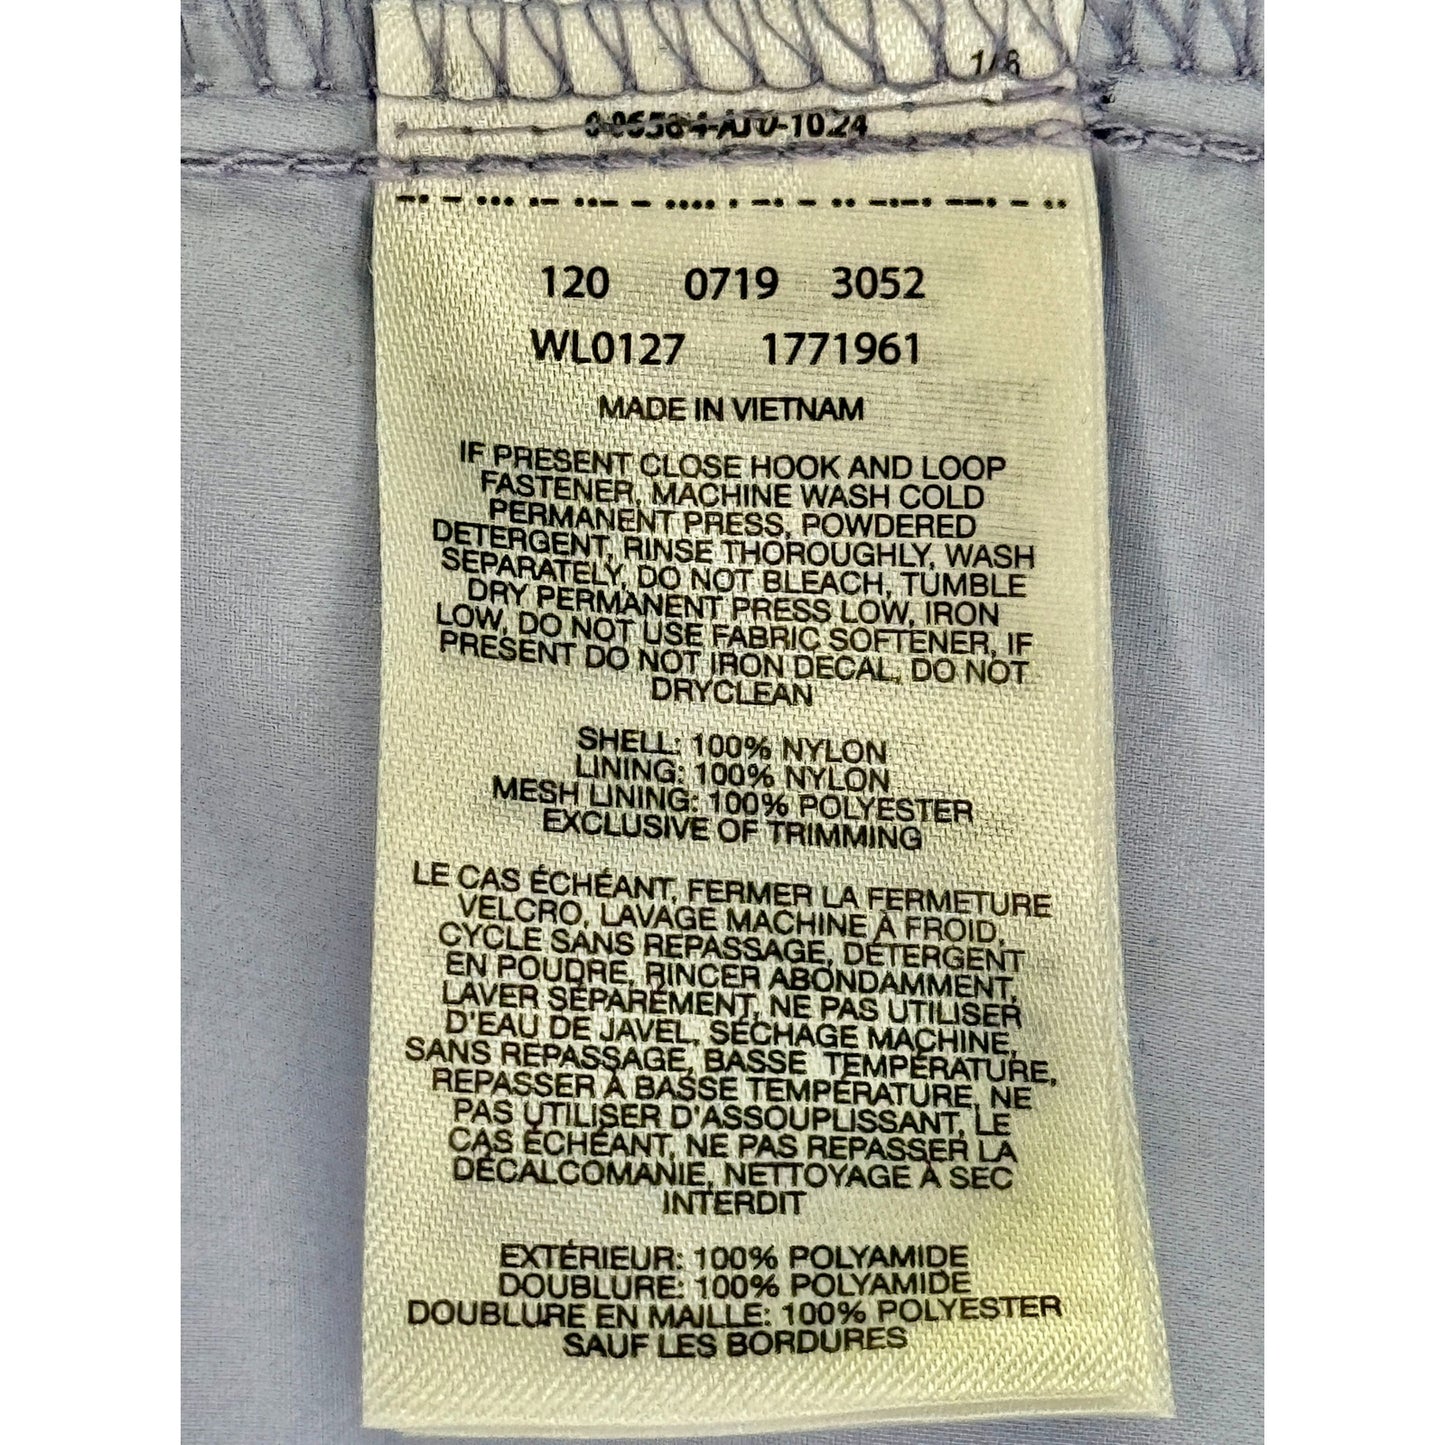 1/6
120 0719 3052
WL0127 1771961
MADE IN VIETNAM
IF PRESENT CLOSE HOOK AND LOOP
FASTENER, MACHINE WASH COLD
PERMANENT PRESS, POWDERED
DETERGENT, RINSE THOROUGHLY, WASH
SEPARATELY, DO NOT BLEACH, TUMBLE
DRY PERMANENT PRESS LOW, IRON
LOW, DO NOT USE FABRIC SOFTENER, IF
PRESENT DO NOT IRON DECAL, DO NOT
DRYCLEAN
SHELL: 100% NYLON
LINING: 100% NYLON
MESH LINING: 100% POLYESTER
EXCLUSIVE OF TRIMMING
LE CAS ÉCHÉANT, FERMER LA FERMETURE
VELCRO, LAVAGE MACHINE À FROID,
CYCLE SANS REPASSAGE, DÉTERGENT
EN POUDRE, RINCER ABONDAMMENT,
LAVER SÉPARÉMENT, NE PAS UTILISER
D'EAU DE JAVEL, SÉCHAGE MACHINE,
SANS REPASSAGE, BASSE TEMPÉRATURE,
REPASSER À BASSE TEMPÉRATURE, NE
PAS UTILISER D'ASSOUPLISSANT, LE
CAS ÉCHÉANT, NE PAS REPASSER LA
DÉCALCOMANIE, NETTOYAGE À SEC
INTERDIT
EXTÉRIEUR: 100% POLYAMIDE
DOUBLURE: 100% POLYAMIDE
DOUBLURE EN MAILLE: 100% POLYESTER
SAUF LES BORDURES